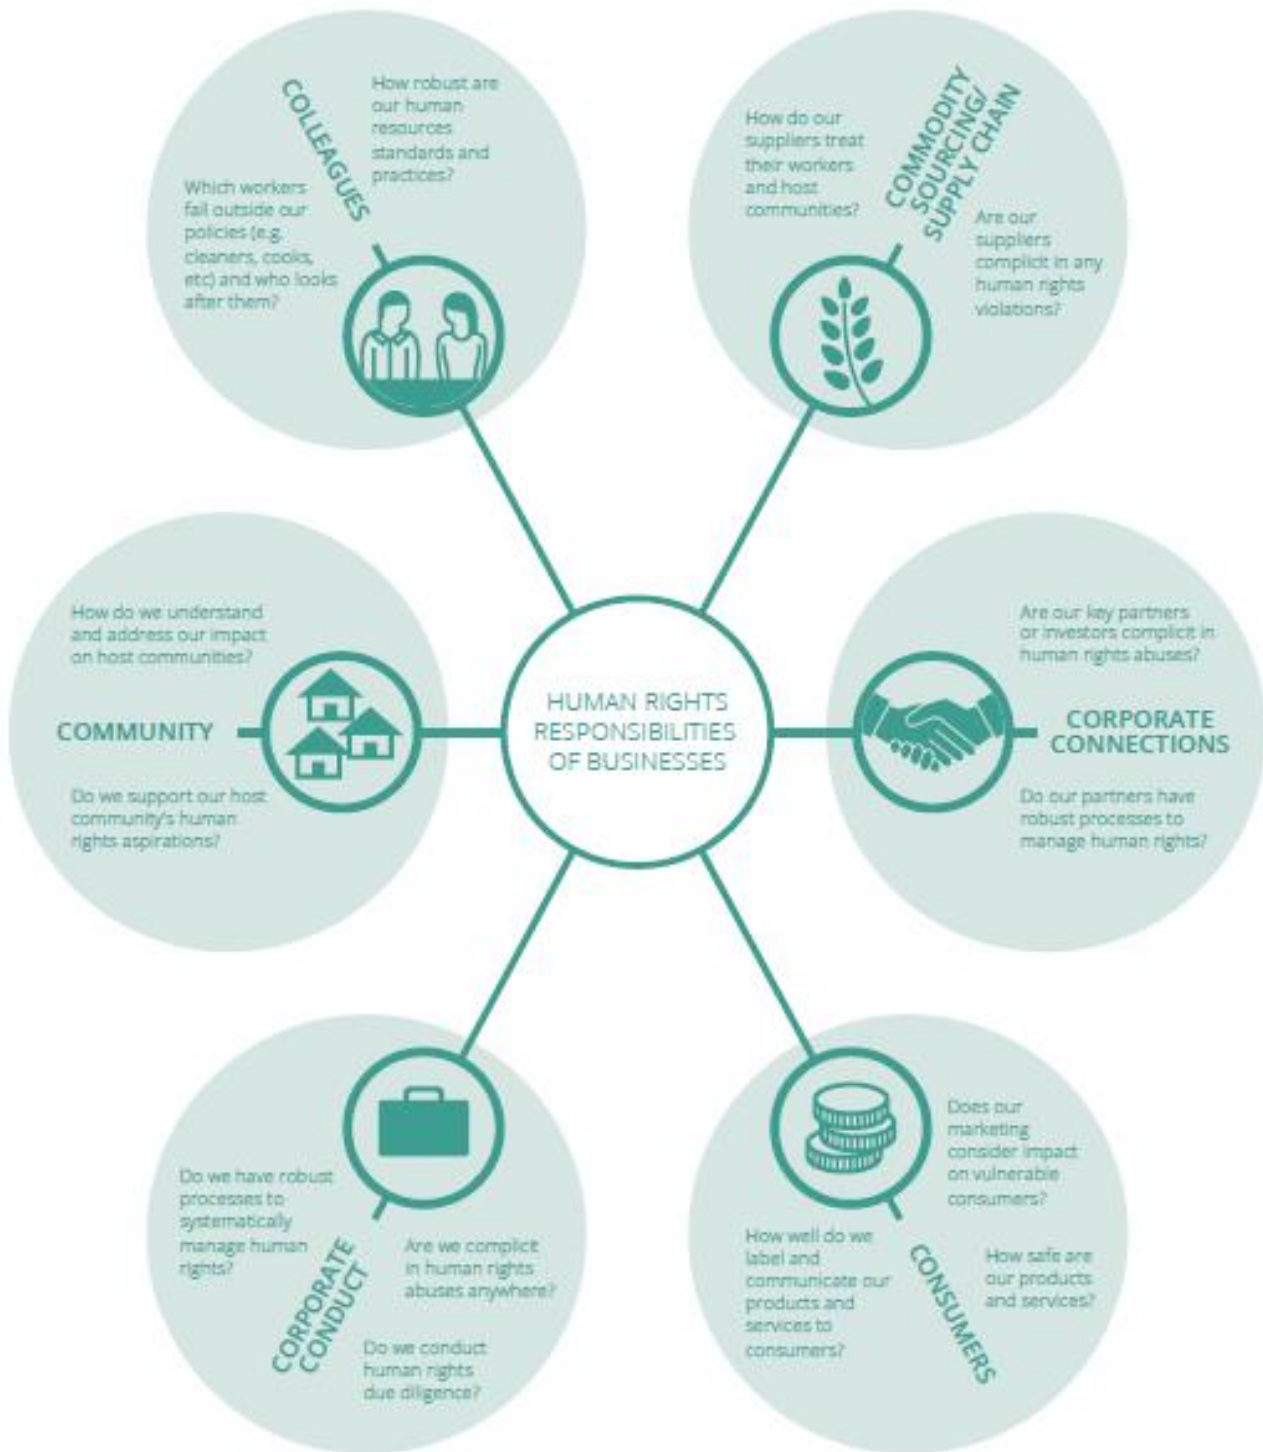 COLLEAGUES
How robust are
our human
resources
standards and
practices?
Which workers
fall outside our
policies (e.g.
cleaners, cooks,
etc) and who looks
after them?
How do our
suppliers treat
their workers
and host
communities?
COMMODITY
SOURCING/
SUPPLY CHAIN
Are our
suppliers
complicit in any
human rights
violations?
How do we understand
and address our impact
on host communities?
COMMUNITY
Do we support our host
community's human
rights aspirations?
HUMAN RIGHTS
RESPONSIBILITIES
OF BUSINESSES
Are our key partners
or investors complicit in
human rights abuses?
CORPORATE
CONNECTIONS
Do our partners have
robust processes to
manage human rights?
Do we have robust
processes to
systematically
manage human
rights?
CORPORATE
CONDUCT
Are we complicit
in human rights
abuses anywhere?
Do we conduct
human rights
due diligence?
Does our
marketing
consider impact
on vulnerable
consumers?
How well do we
label and
communicate our
products and
services to
consumers?
CONSUMERS
How safe are
our products
and services?